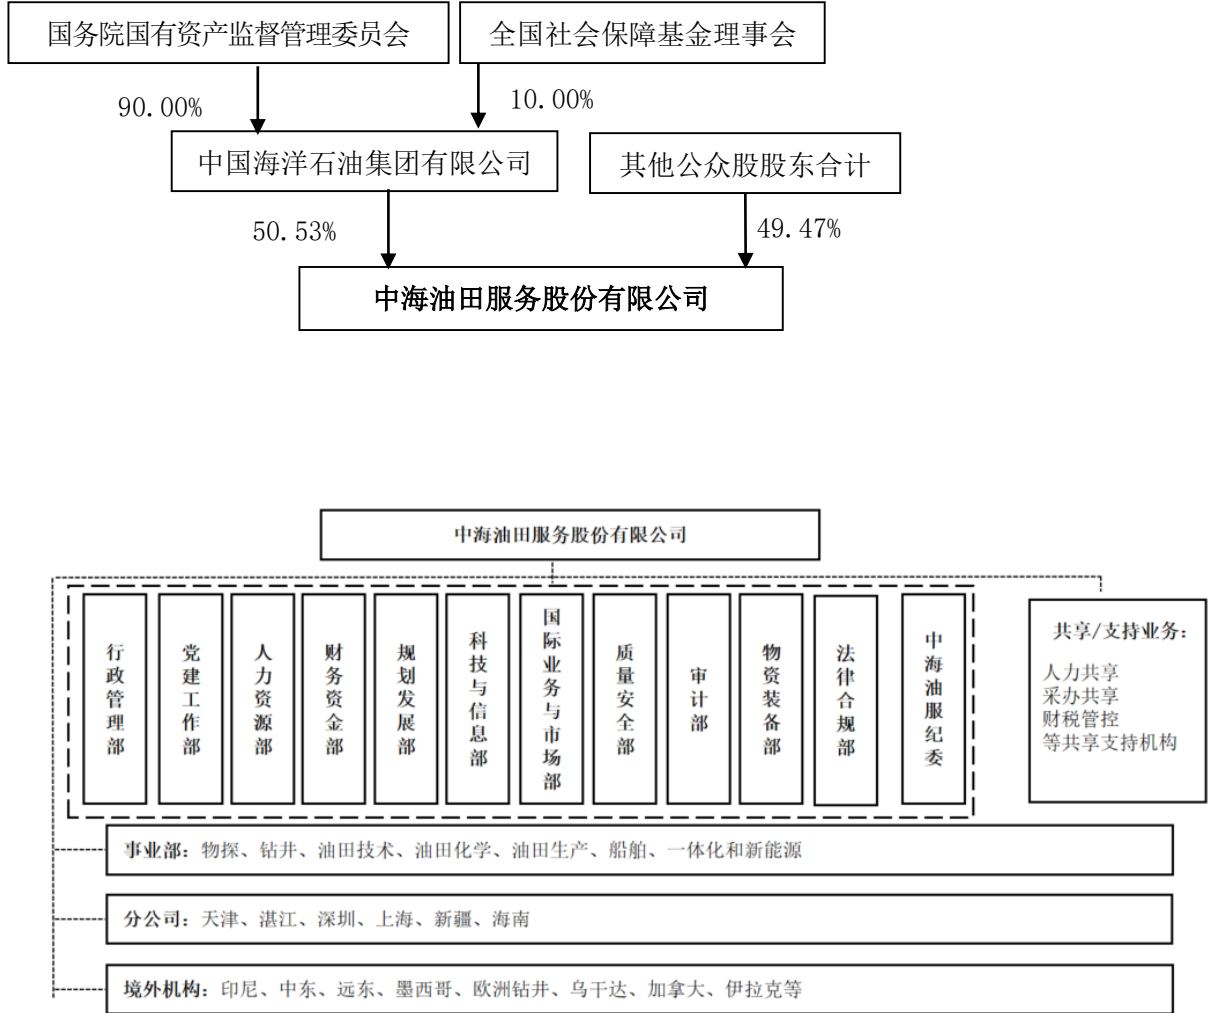 国务院国有资产监督管理委员会
全国社会保障基金理事会
90.00%
10.00%
中国海洋石油集团有限公司
其他公众股股东合计
50.53%
49.47%
中海油田服务股份有限公司
中海油田服务股份有限公司
行政管理部
党建工作部
人力资源部
财务资金部
规划发展部
科技与信息部
国际业务与市场部
质量安全部
审计部
物资装备部
法律合规部
中海油服纪委
共享/支持业务：
人力共享
采办共享
财税管控
等共享支持机构
事业部：物探、钻井、油田技术、油田化学、油田生产、船舶、一体化和新能源
分公司：天津、湛江、深圳、上海、新疆、海南
境外机构：印尼、中东、远东、墨西哥、欧洲钻井、乌干达、加拿大、伊拉克等